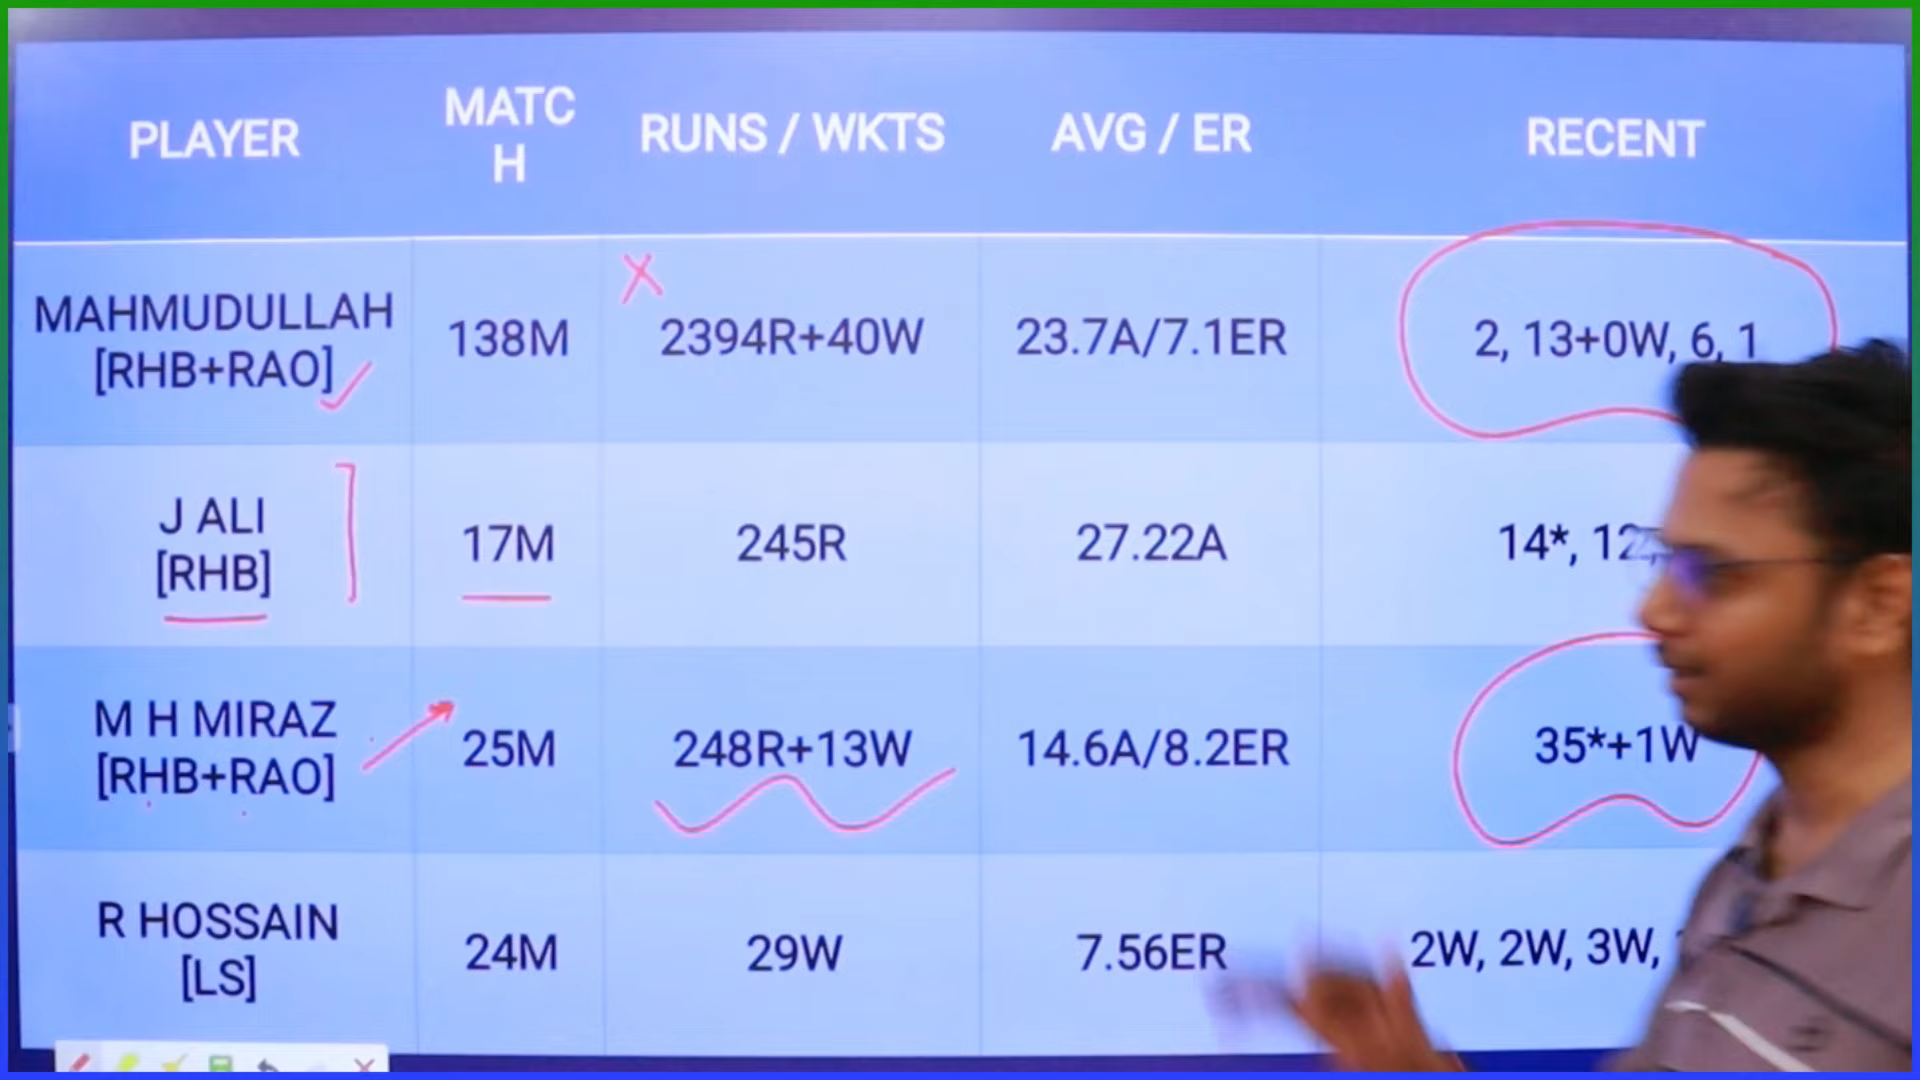 PLAYER
MATC
H
RUNS / WKTS
AVG / ER
RECENT
MAHMUDULLAH
[RHB+RAO]
138M
2394R+40W
23.7A/7.1ER
2, 13+0W, 6, 1
J ALI
[RHB]
17M
245R
27.22A
14*,
M H MIRAZ
[RHB+RAO]
25M
248R+13W
14.6A/8.2ER
35*+1W
R HOSSAIN
[LS]
24M
29W
7.56ER
2W, 2W, 3W,